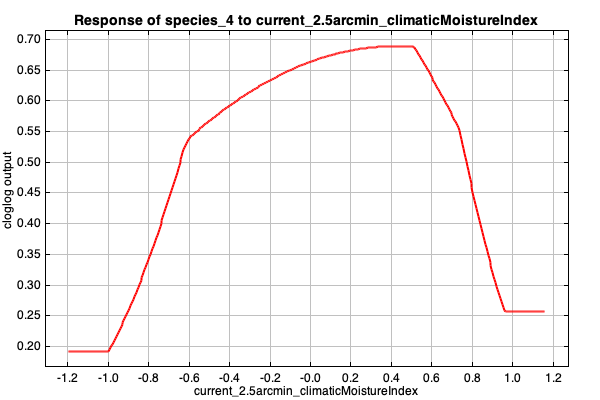 Response of species_4 to current_2.5arcmin_climaticMoistureIndex
0.70
0.65
0.60
0.55
0.50
0.45
0.40
0.35
0.30
0.25
0.20
cloglog output
-1.2 -1.0 -0.8 -0.6 -0.4 -0.2 -0.0 0.2 0.4 0.6 0.8 1.0 1.2
current_2.5arcmin_climaticMoistureIndex